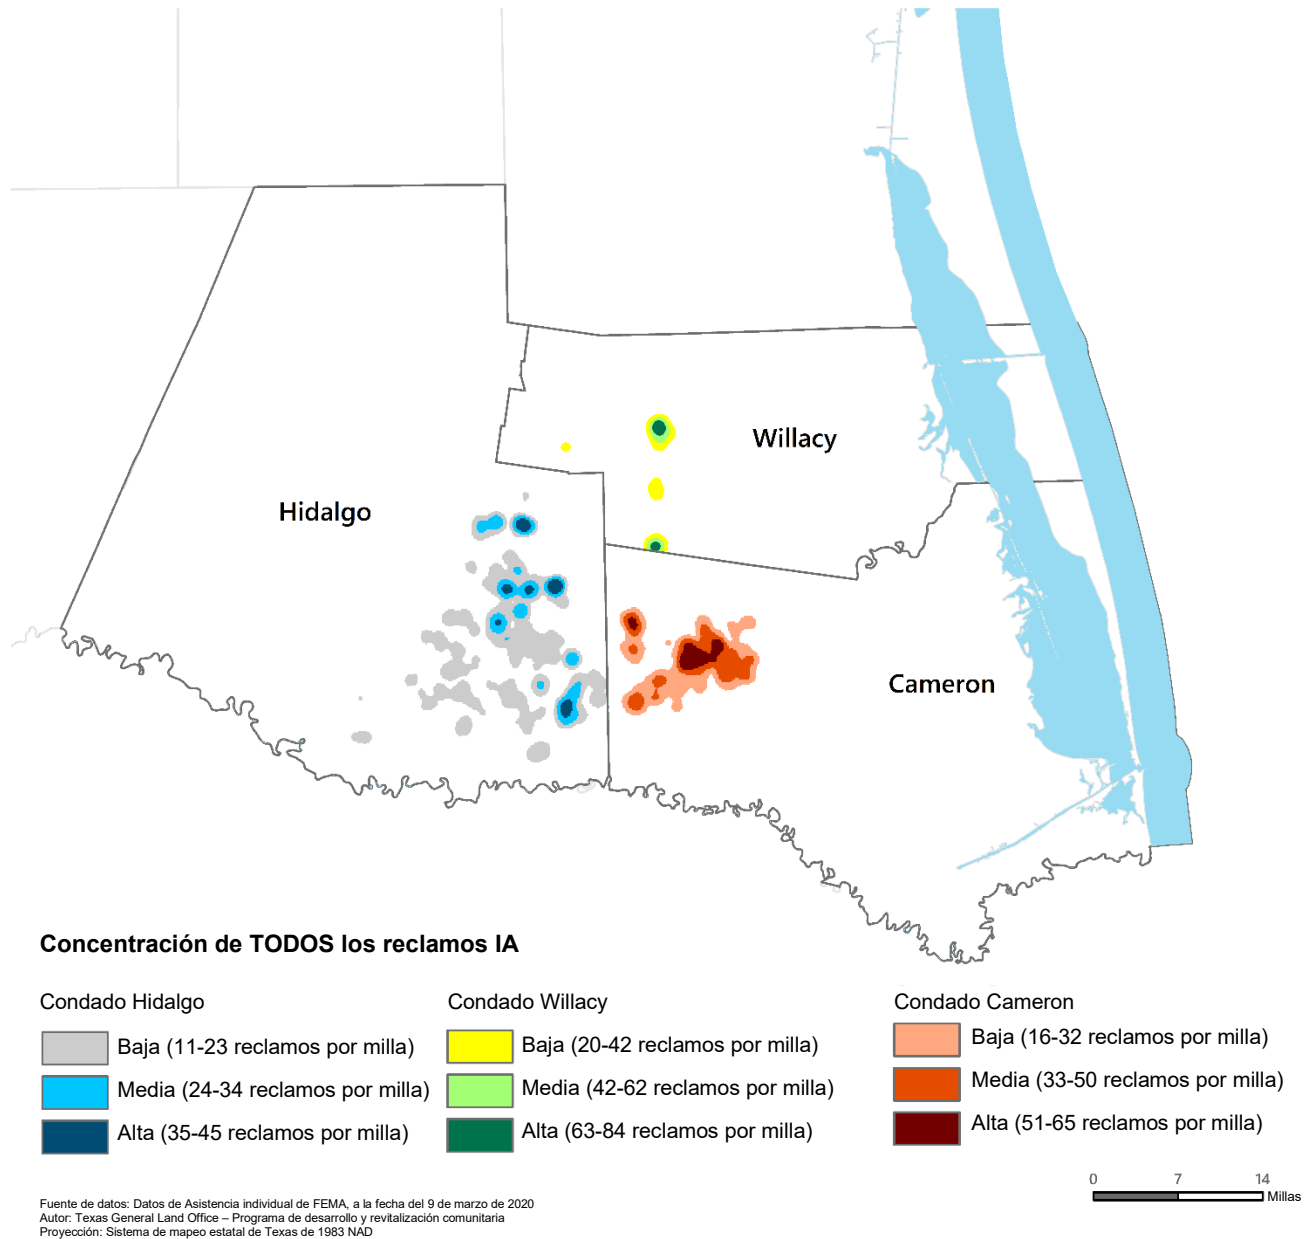 Willacy
Hidalgo
Cameron
Concentración de TODOS los reclamos IA
Condado Hidalgo
Baja (11-23 reclamos por milla)
Media (24-34 reclamos por milla)
Alta (35-45 reclamos por milla)
Condado Willacy
Baja (20-42 reclamos por milla)
Media (42-62 reclamos por milla)
Alta (63-84 reclamos por milla)
Condado Cameron
Baja (16-32 reclamos por milla)
Media (33-50 reclamos por milla)
Alta (51-65 reclamos por milla)
0 7 14
Millas
Fuente de datos: Datos de Asistencia individual de FEMA, a la fecha del 9 de marzo de 2020
Autor: Texas General Land Office – Programa de desarrollo y revitalización comunitaria
Proyección: Sistema de mapeo estatal de Texas de 1983 NAD